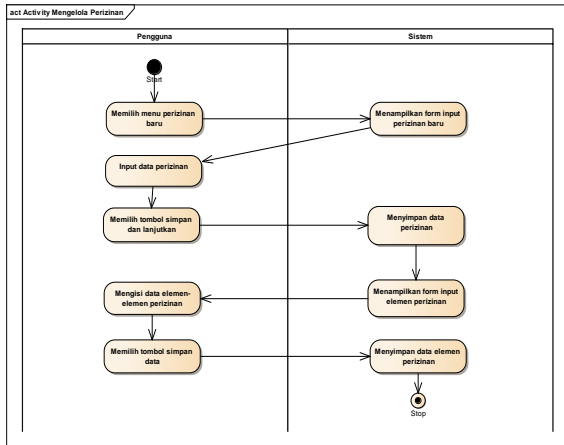 act Activity Mengelola Perizinan
Pengguna
Sistem
Start
Memilih menu perizinan
baru
Menampilkan form input
perizinan baru
Input data perizinan
Memilih tombol simpan
dan lanjutkan
Menyimpan data
perizinan
Mengisi data elemen-
elemen perizinan
Menampilkan form input
elemen perizinan
Memilih tombol simpan
data
Menyimpan data elemen
perizinan
Stop